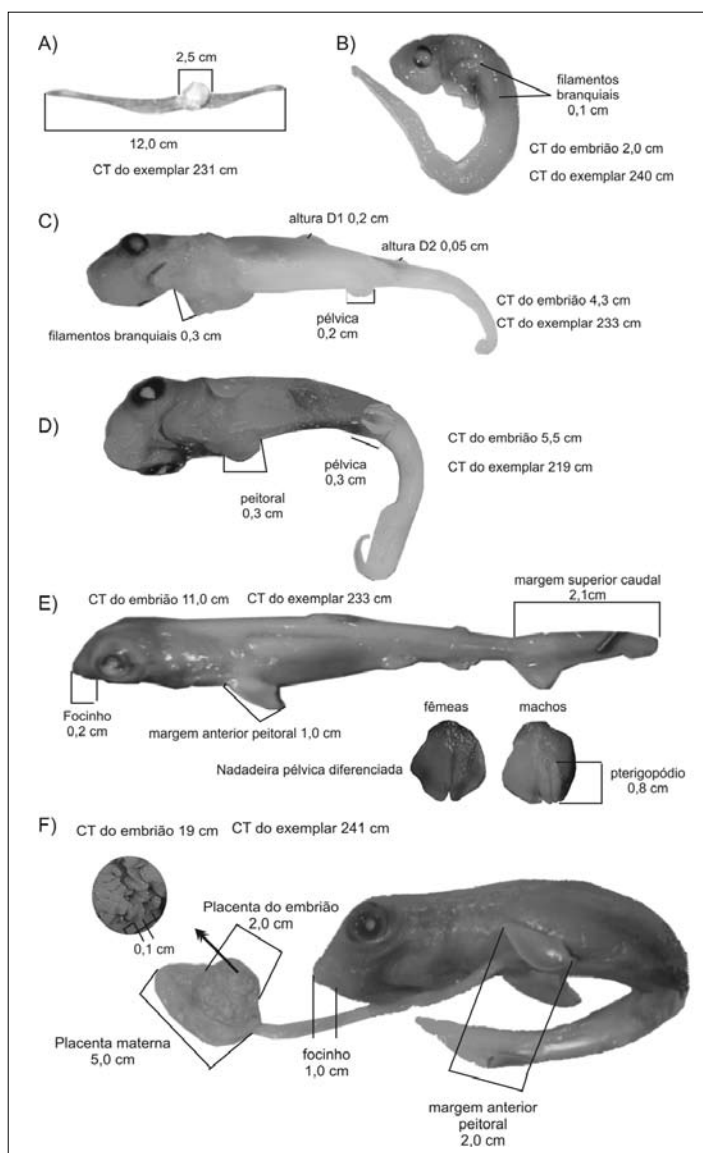 A)
2,5 cm
12,0 cm
CT do exemplar 231 cm
B)
filamentos
branquiais
0,1 cm
CT do embrião 2,0 cm
CT do exemplar 240 cm
C)
altura D1 0,2 cm
altura D2 0,05 cm
filamentos branquiais 0,3 cm
pélvica
0,2 cm
CT do embrião 4,3 cm
CT do exemplar 233 cm
D)
peitoral
0,3 cm
pélvica
0,3 cm
CT do embrião 5,5 cm
CT do exemplar 219 cm
E)
CT do embrião 11,0 cm
CT do exemplar 233 cm
margem superior caudal
2,1cm
Focinho
0,2 cm
margem anterior peitoral 1,0 cm
fêmeas
machos
Nadadeira pélvica diferenciada
pterigopódio
0,8 cm
F)
CT do embrião 19 cm
CT do exemplar 241 cm
0,1 cm
Placenta do embrião
2,0 cm
Placenta materna
5,0 cm
focinho
1,0 cm
margem anterior
peitoral
2,0 cm